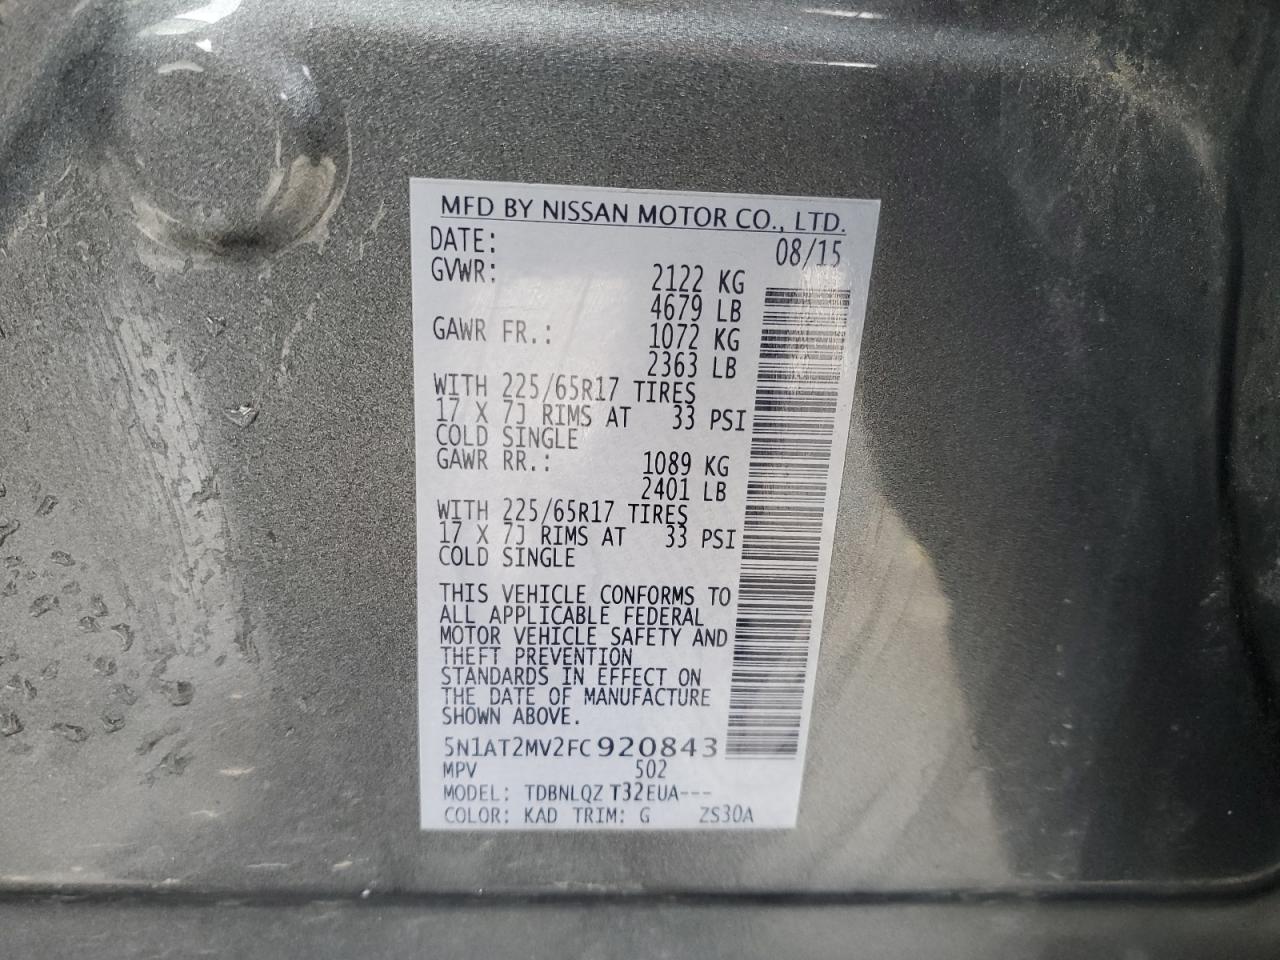 MFD BY NISSAN MOTOR CO., LTD.
DATE: 08/15
GVWR: 2122 KG
4679 LB
GAWR FR.: 1072 KG
2363 LB
WITH 225/65R17 TIRES
17 X 7J RIMS AT 33 PSI
COLD SINGLE
GAWR RR.: 1089 KG
2401 LB
WITH 225/65R17 TIRES
17 X 7J RIMS AT 33 PSI
COLD SINGLE
THIS VEHICLE CONFORMS TO
ALL APPLICABLE FEDERAL
MOTOR VEHICLE SAFETY AND
THEFT PREVENTION
STANDARDS IN EFFECT ON
THE DATE OF MANUFACTURE
SHOWN ABOVE.
5N1AT2MV2FC920843
MPV 502
MODEL: TDBNLQZ T32EUA---
COLOR: KAD TRIM: G ZS30A